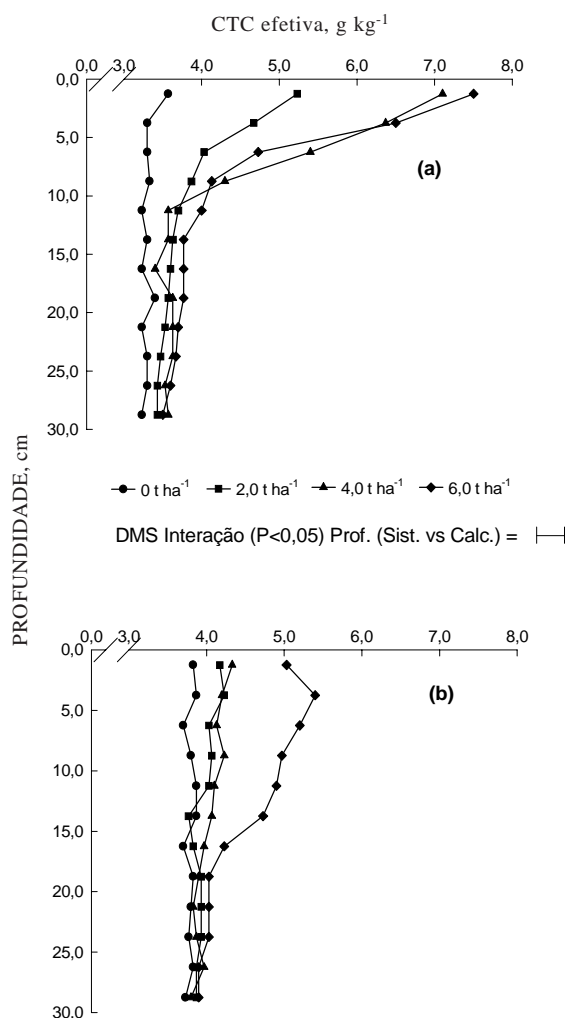 CTC efetiva, g kg-1
0,0 3,0 4,0 5,0 6,0 7,0 8,0
0,0
5,0
10,0
15,0
20,0
25,0
30,0
(a)
PROFUNDIDADE, cm
0 t ha-1 2,0 t ha-1 4,0 t ha-1 6,0 t ha-1
DMS Interação (P<0,05) Prof. (Sist. vs Calc.) =
0,0 3,0 4,0 5,0 6,0 7,0 8,0
0,0
5,0
10,0
15,0
20,0
25,0
30,0
(b)